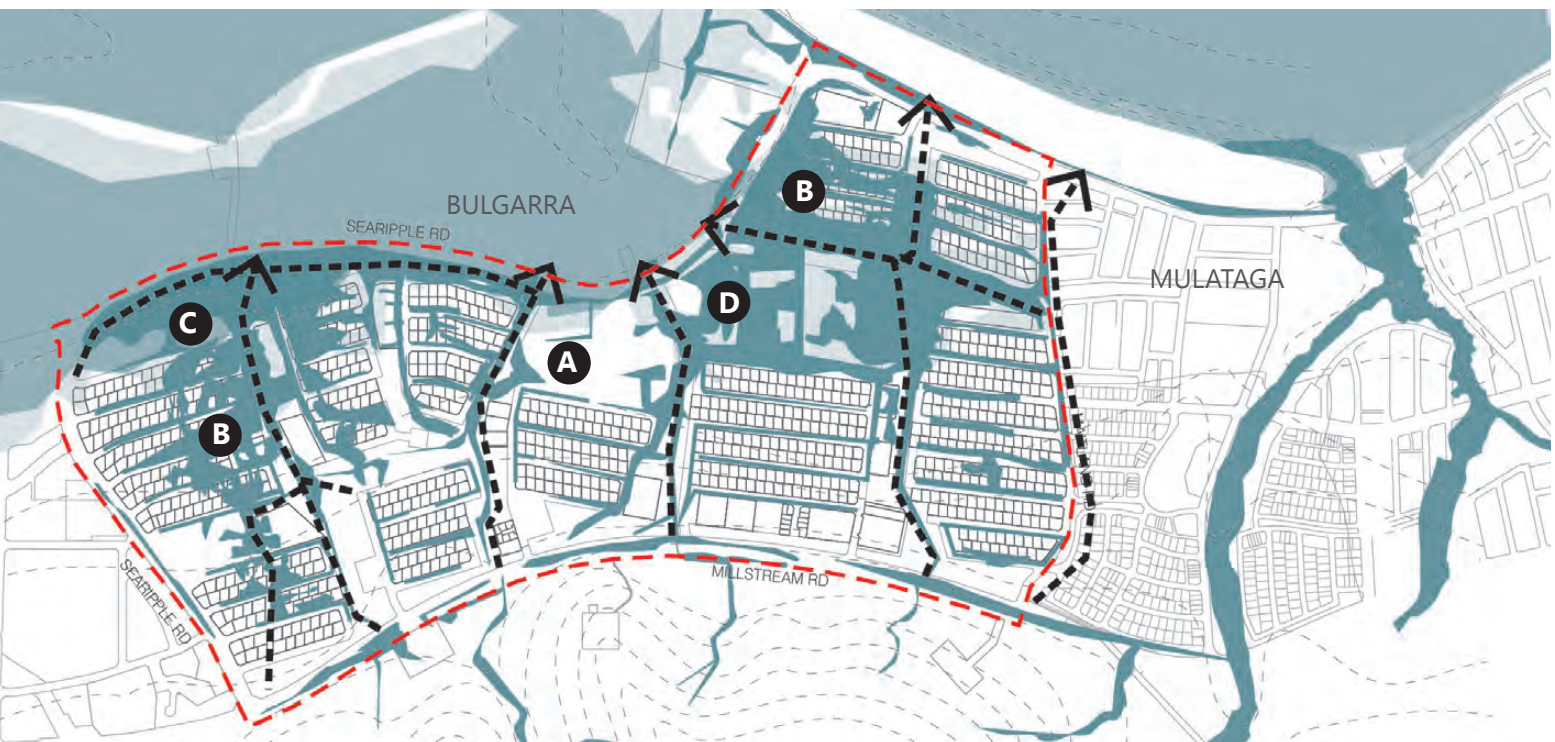 B
BULGARRA
SEARIPPLE RD
MULATAGA
D
C
A
B
SEARIPPLE RD
MILLSTREAM RD